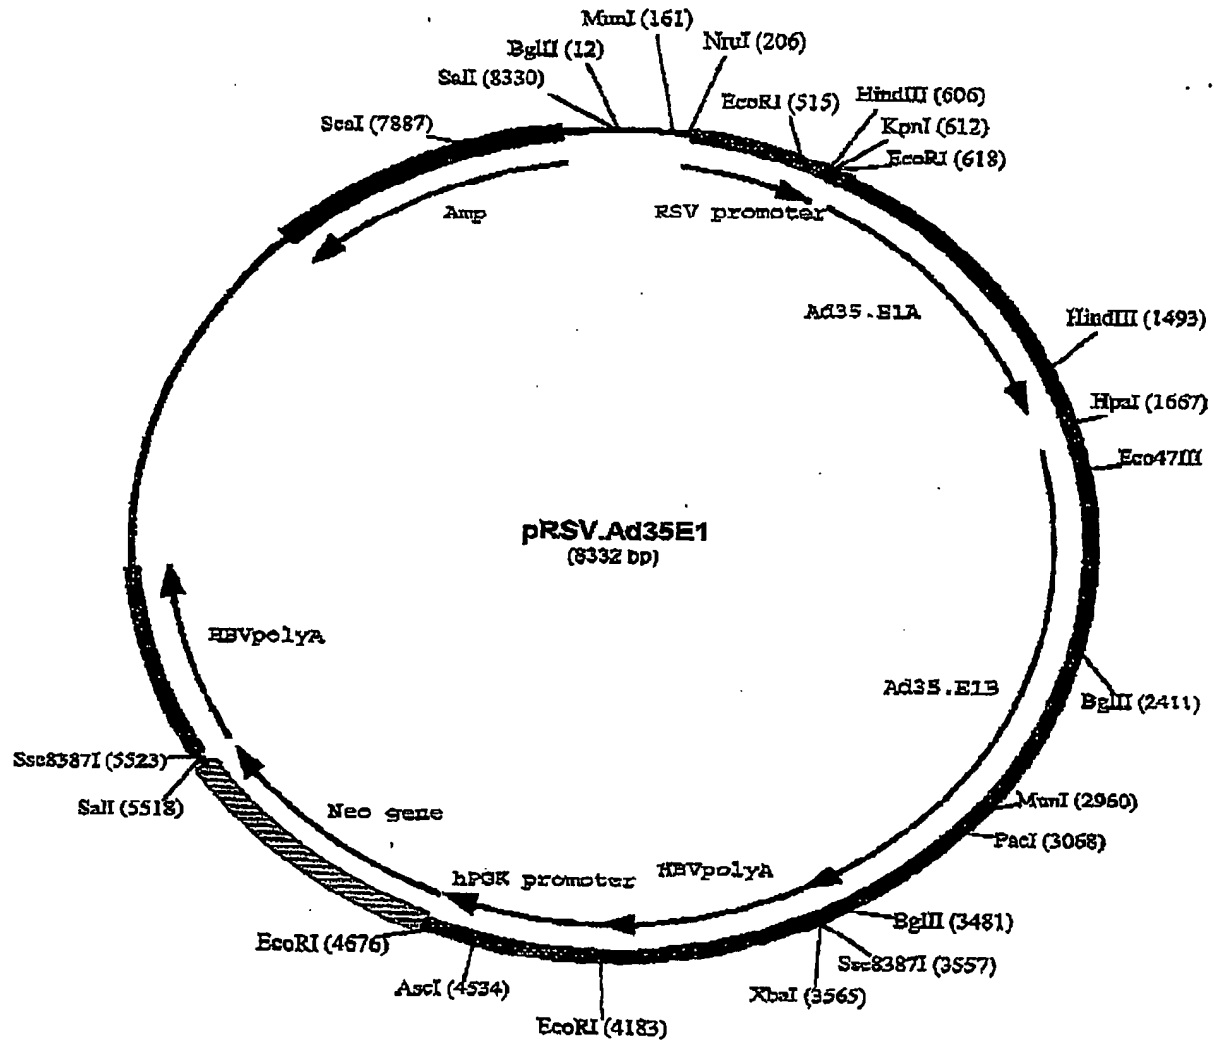 MunI (161)
BglII (12)
NruI (206)
SalI (8330)
EcoRI (515)
HindIII (606)
ScaI (7887)
KpnI (612)
EcoRI (618)
Amp
RSV promoter
Ad35.E1A
HindIII (1493)
HpaI (1667)
Eco47III
pRSV.Ad35E1
(8332 bp)
HBVpolyA
Ad35.E1B
BglII (2411)
Sse8387I (5523)
SalI (5518)
Neo gene
MunI (2960)
PacI (3068)
hPGK promoter
HBVpolyA
BglII (3481)
EcoRI (4676)
Sse8387I (3557)
AscI (4534)
XbaI (3565)
EcoRI (4183)